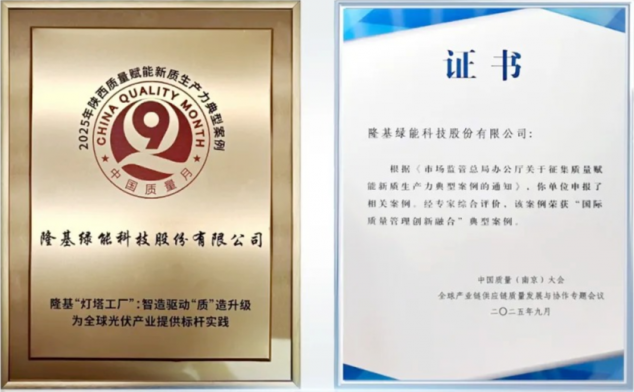 2025年陕西质量赋能新质生产力典型案例
CHINA QUALITY MONTH
中国质量月
隆基绿能科技股份有限公司
隆基“灯塔工厂”:智造驱动“质”造升级
为全球光伏产业提供标杆实践
证书
隆基绿能科技股份有限公司:
根据《市场监管总局办公厅关于征集质量赋
能新质生产力典型案例的通知》,你单位申报了
相关案例。经专家综合评价,该案例荣获“国际
质量管理创新融合”典型案例。
中国质量(南京)大会
全球产业链供应链质量发展与协作专题会议
二〇二五年九月